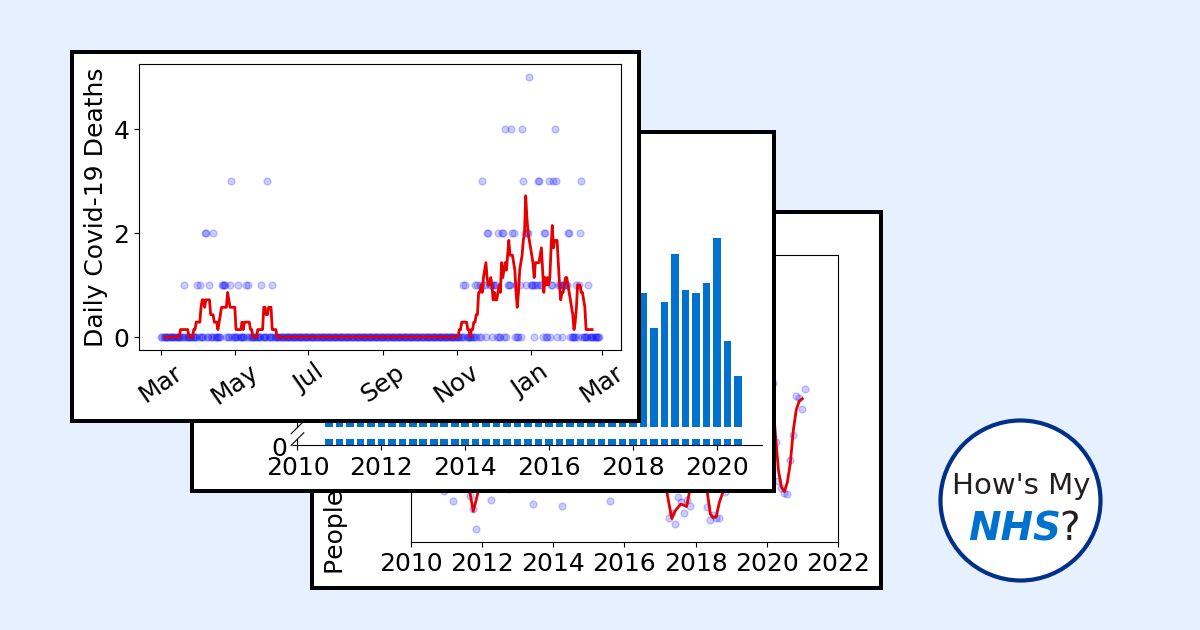 Daily Covid-19 Deaths
4
2
0
Mar May Jul Sep Nov Jan Mar
0
2010 2012 2014 2016 2018 2020
People
2010 2012 2014 2016 2018 2020 2022
How's My
NHS?